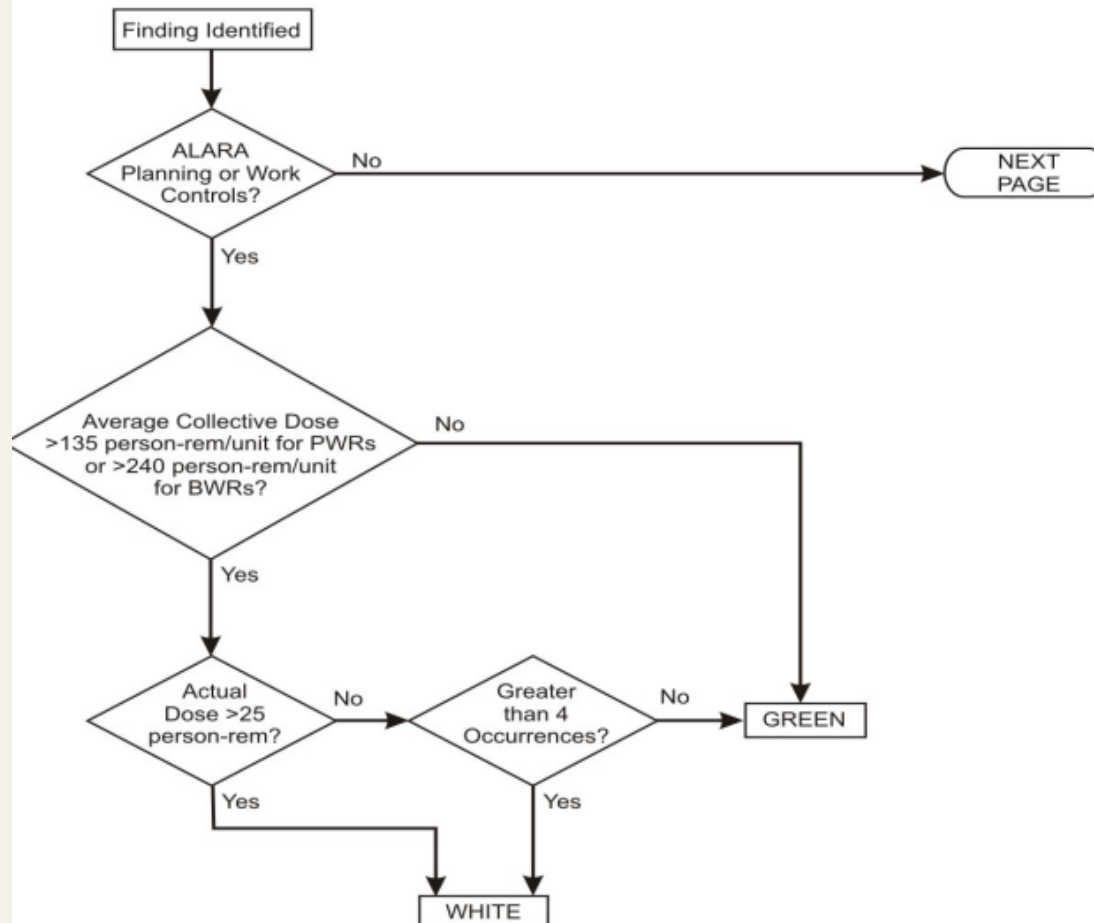 Finding Identified
ALARA
Planning or Work
Controls?
No
NEXT
PAGE
Yes
Average Collective Dose
>135 person-rem/unit for PWRs
or >240 person-rem/unit
for BWRs?
No
Yes
Actual
Dose >25
person-rem?
No
Greater
than 4
Occurrences?
No
GREEN
Yes
Yes
WHITE